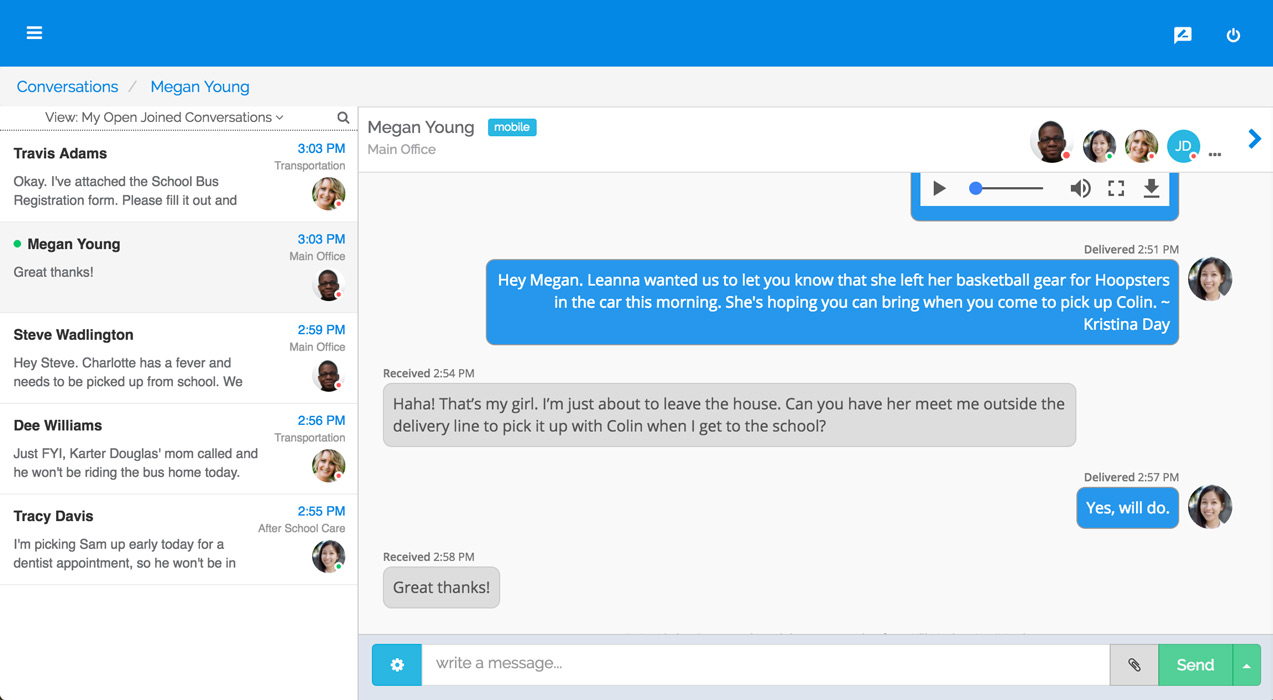 Conversations / Megan Young
View: My Open Joined Conversations
Travis Adams
3:03 PM
Transportation
Okay. I've attached the School Bus
Registration form. Please fill it out and
Megan Young
3:03 PM
Main Office
Great thanks!
Steve Wadlington
2:59 PM
Main Office
Hey Steve. Charlotte has a fever and
needs to be picked up from school. We
Dee Williams
2:56 PM
Transportation
Just FYI, Karter Douglas' mom called and
he won't be riding the bus home today.
Tracy Davis
2:55 PM
After School Care
I'm picking Sam up early today for a
dentist appointment, so he won't be in
Megan Young mobile
Main Office
JD
...
Delivered 2:51 PM
Hey Megan. Leanna wanted us to let you know that she left her basketball gear for Hoopsters
in the car this morning. She's hoping you can bring when you come to pick up Colin. ~
Kristina Day
Received 2:54 PM
Haha! That’s my girl. I’m just about to leave the house. Can you have her meet me outside the
delivery line to pick it up with Colin when I get to the school?
Delivered 2:57 PM
Yes, will do.
Received 2:58 PM
Great thanks!
write a message...
Send